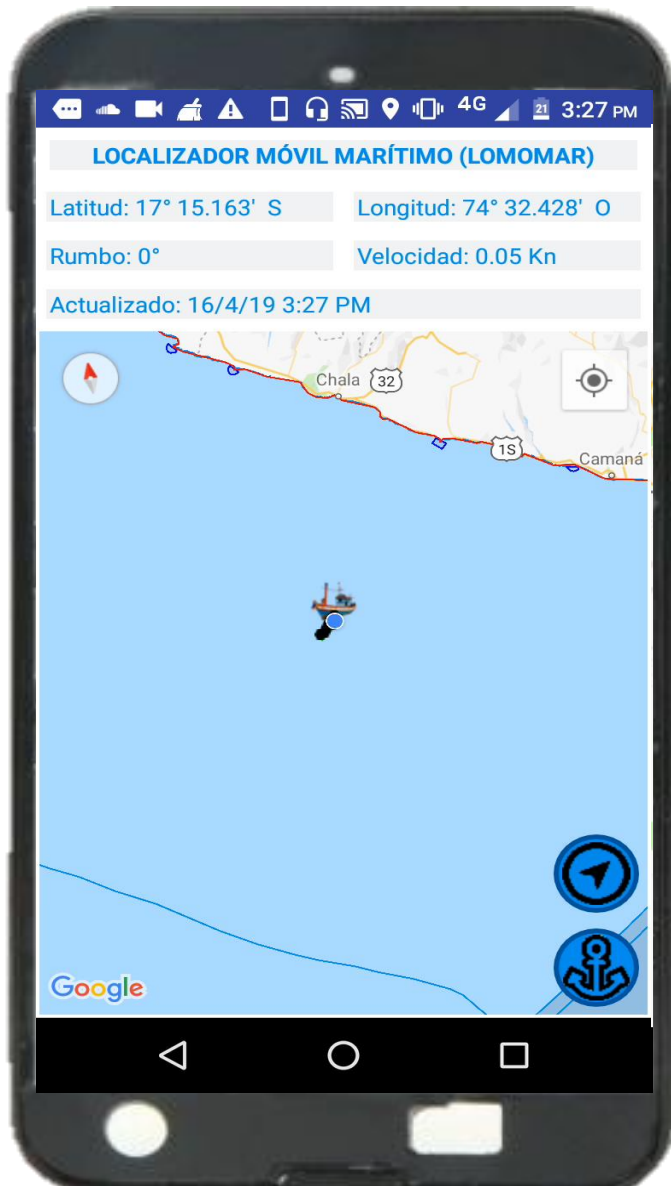 4G 21 3:27 PM
LOCALIZADOR MÓVIL MARÍTIMO (LOMOMAR)
Latitud: 17° 15.163' S Longitud: 74° 32.428' O
Rumbo: 0° Velocidad: 0.05 Kn
Actualizado: 16/4/19 3:27 PM
Chala 32
1S
Camaná
Google